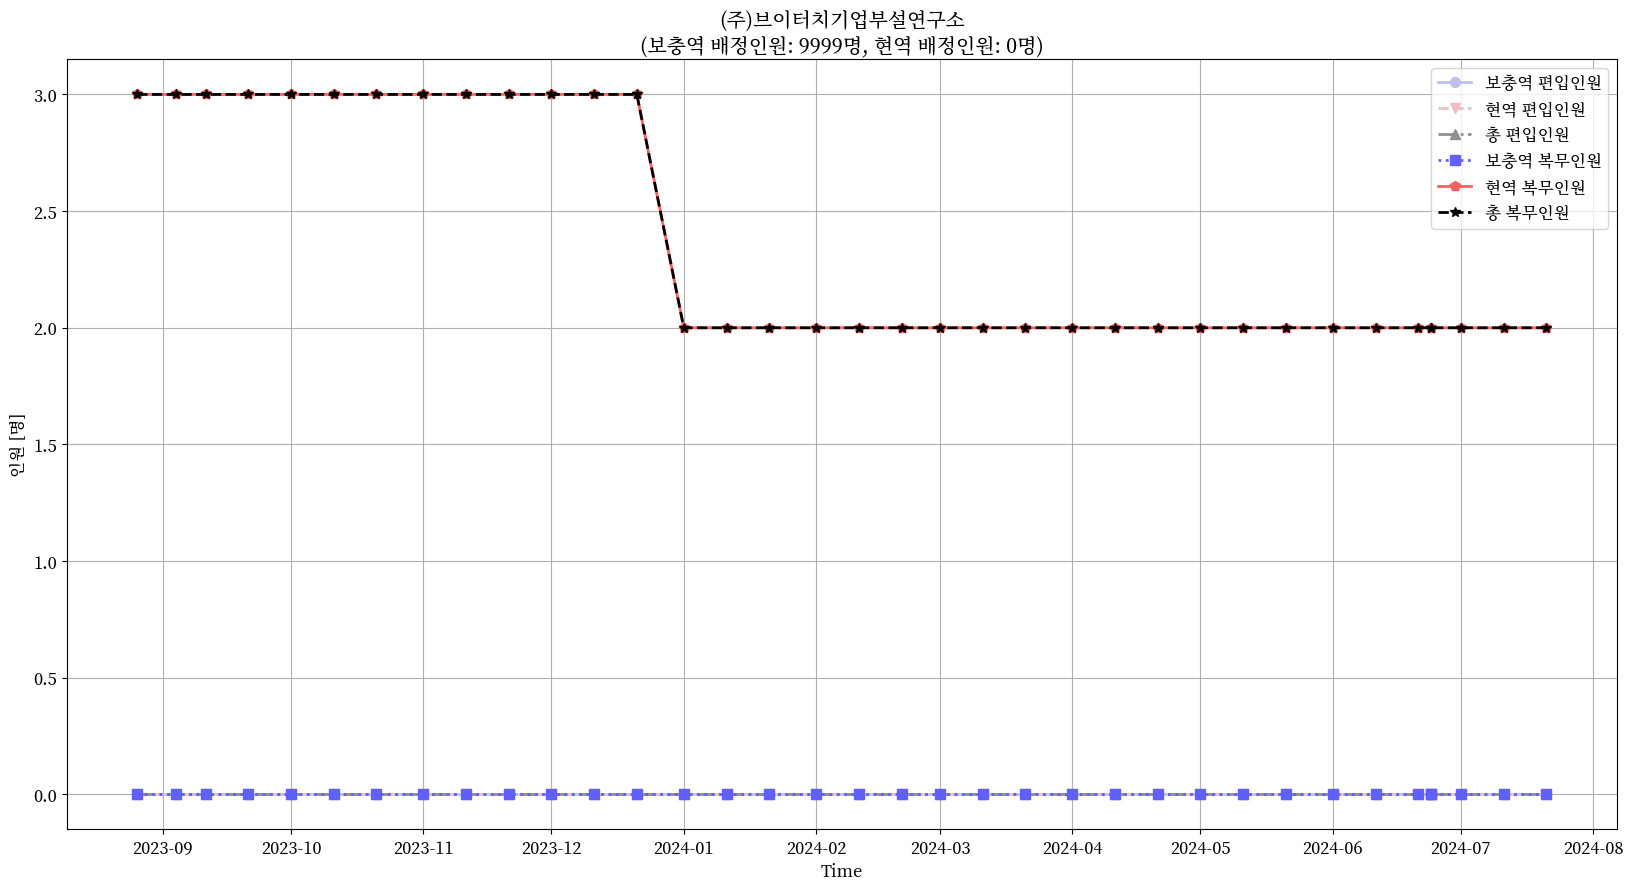 (주)브이터치기업부설연구소
(보충역 배정인원: 9999명, 현역 배정인원: 0명)
보충역 편입인원
현역 편입인원
총 편입인원
보충역 복무인원
현역 복무인원
총 복무인원
3.0
2.5
2.0
1.5
1.0
0.5
0.0
인원 [명]
2023-09
2023-10
2023-11
2023-12
2024-01
2024-02
2024-03
2024-04
2024-05
2024-06
2024-07
2024-08
Time